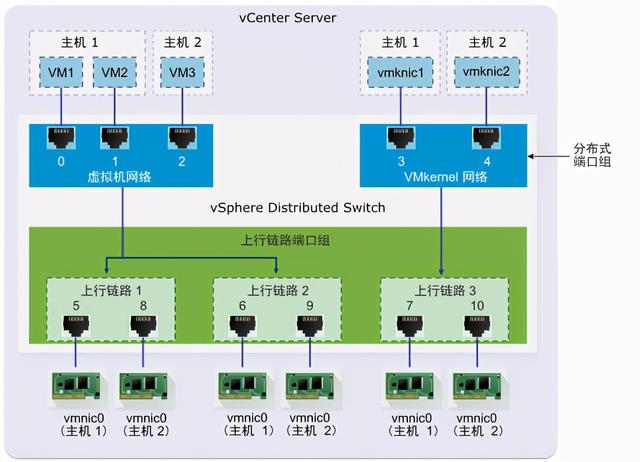 vCenter Server
主机 1
主机 2
主机 1
主机 2
VM1
VM2
VM3
vmknic1
vmknic2
0
1
2
3
4
虚拟机网络
VMkernel 网络
分布式
端口组
vSphere Distributed Switch
上行链路端口组
上行链路 1
上行链路 2
上行链路 3
5
8
6
9
7
10
vmnic0
(主机 1)
vmnic0
(主机 2)
vmnic0
(主机 1)
vmnic0
(主机 2)
vmnic0
(主机 1)
vmnic0
(主机 2)